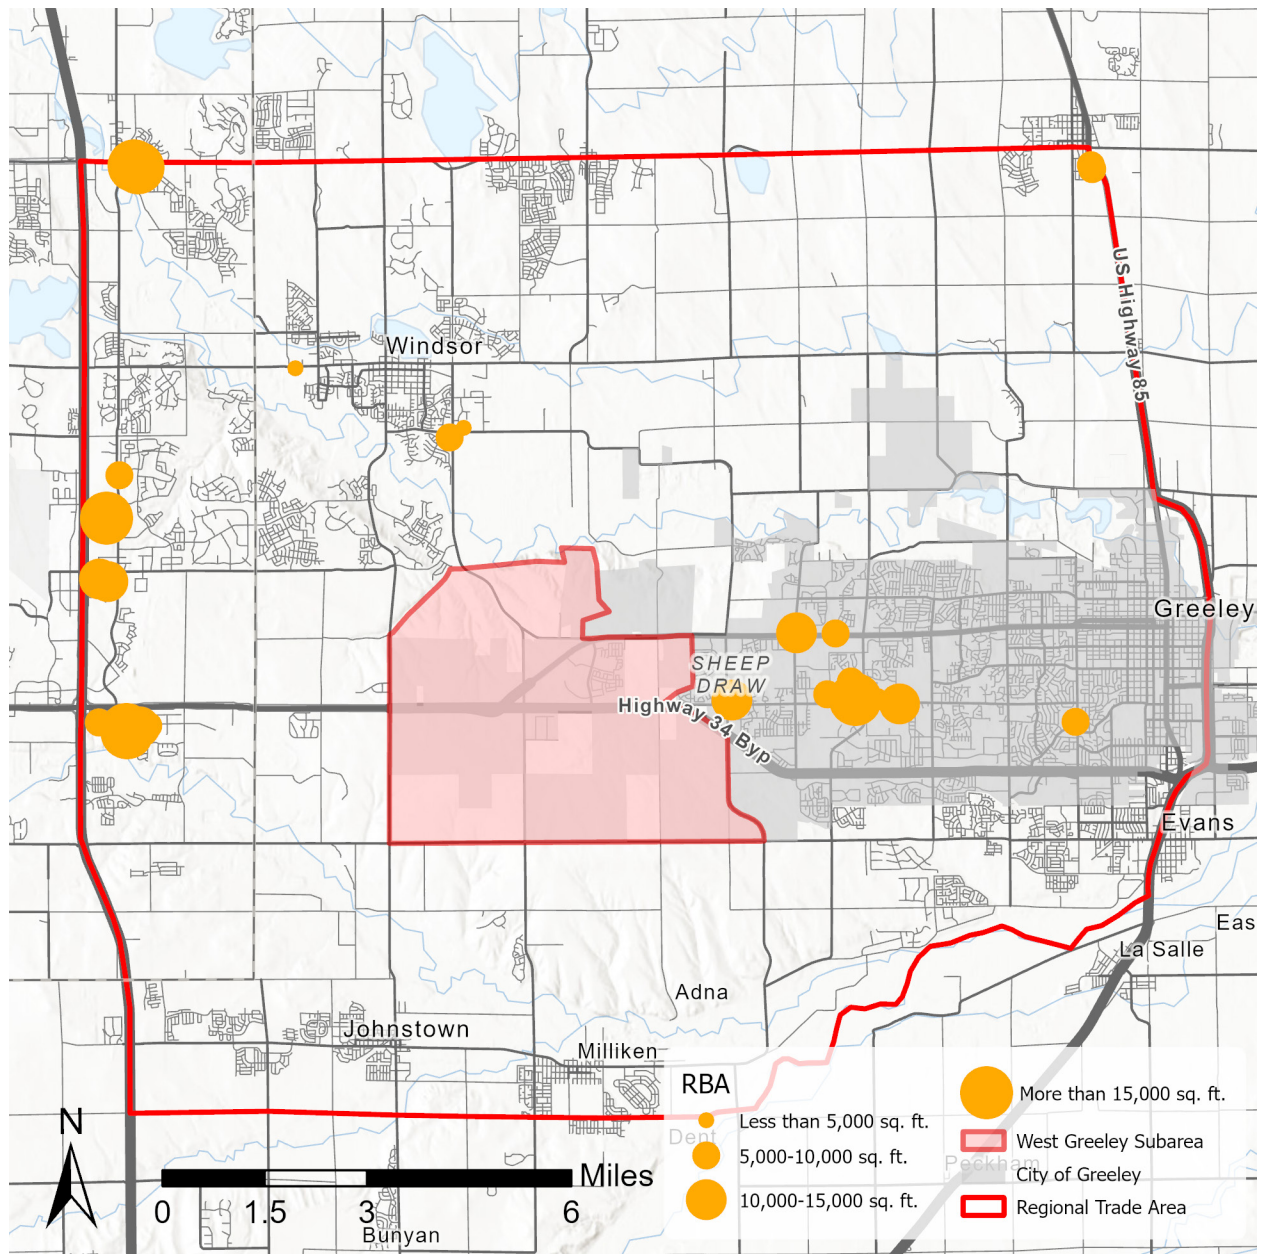 Windsor
US Highway 85
Greeley
SHEEP
DRAW
Highway 34 Byp
Evans
Eas
La Salle
Adna
Johnstown
Milliken
Dent
Peckham
Bunyan
N
0 1.5 3 6
Miles
RBA
Less than 5,000 sq. ft.
5,000-10,000 sq. ft.
10,000-15,000 sq. ft.
More than 15,000 sq. ft.
West Greeley Subarea
City of Greeley
Regional Trade Area